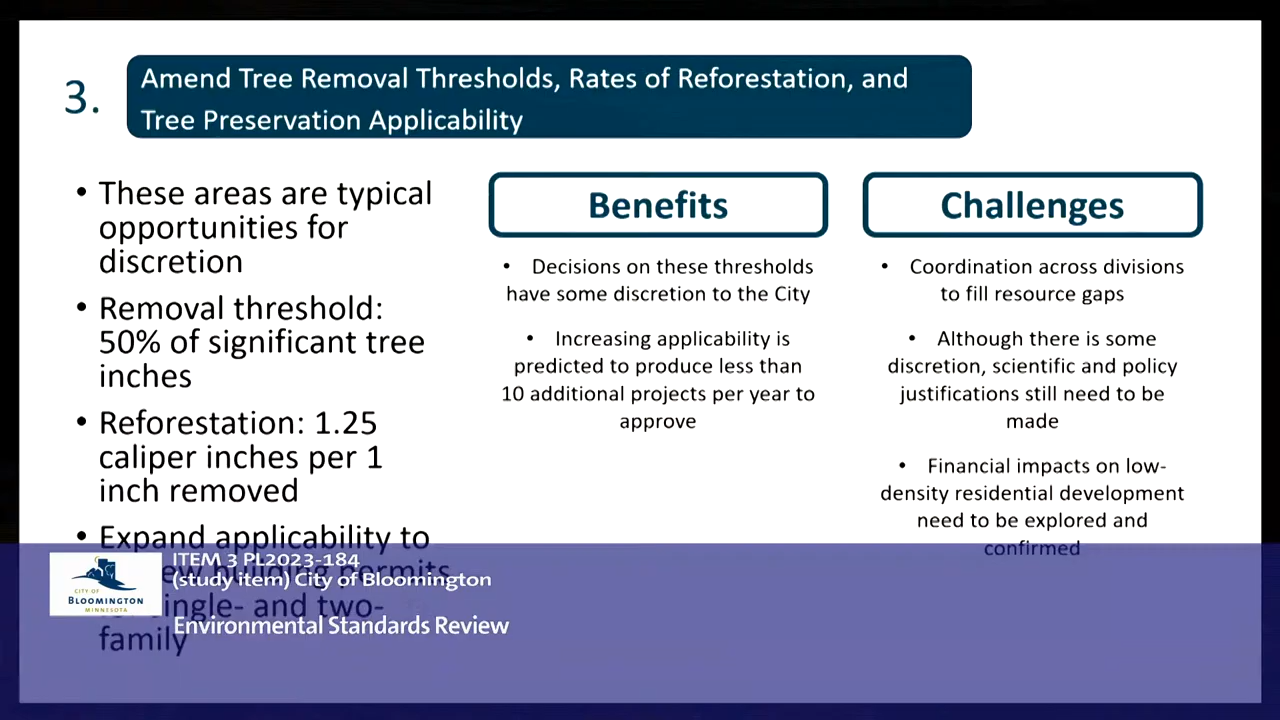 3.
Amend Tree Removal Thresholds, Rates of Reforestation, and
Tree Preservation Applicability
• These areas are typical
opportunities for
discretion
• Removal threshold:
50% of significant tree
inches
• Reforestation: 1.25
caliper inches per 1
inch removed
• Expand applicability to
building permits
single- and two-
family
Benefits
• Decisions on these thresholds
have some discretion to the City
• Increasing applicability is
predicted to produce less than
10 additional projects per year to
approve
Challenges
• Coordination across divisions
to fill resource gaps
• Although there is some
discretion, scientific and policy
justifications still need to be
made
• Financial impacts on low-
density residential development
need to be explored and
confirmed
CITY OF
BLOOMINGTON
MINNESOTA
ITEM 3 PL2023-184
(study item) City of Bloomington
Environmental Standards Review